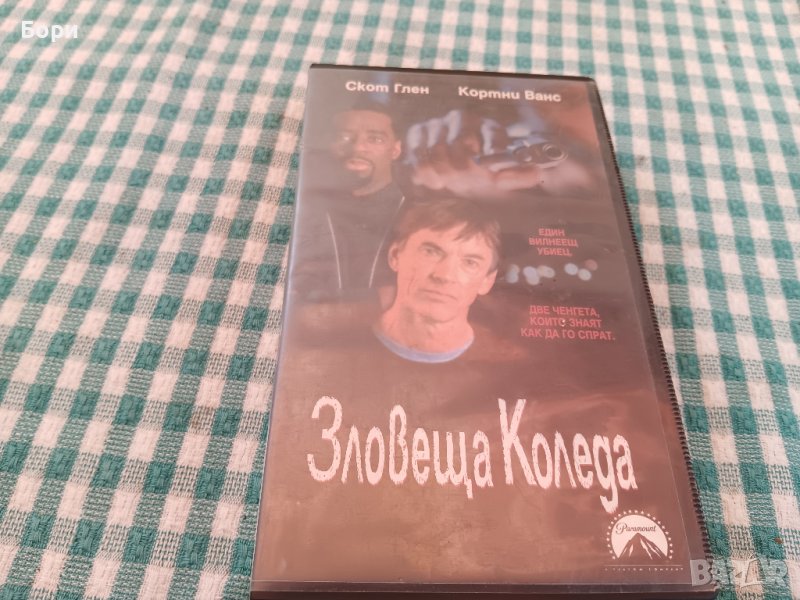 Бори
Скот Глен Кортни Ванс
ЕДИН
ВИЛНЕЕЩ
УБИЕЦ.
ДВЕ ЧЕНГЕТА,
КОИТО ЗНАЯТ
КАК ДА ГО СПРАТ.
Зловеща Коледа
Paramount
BAZAR